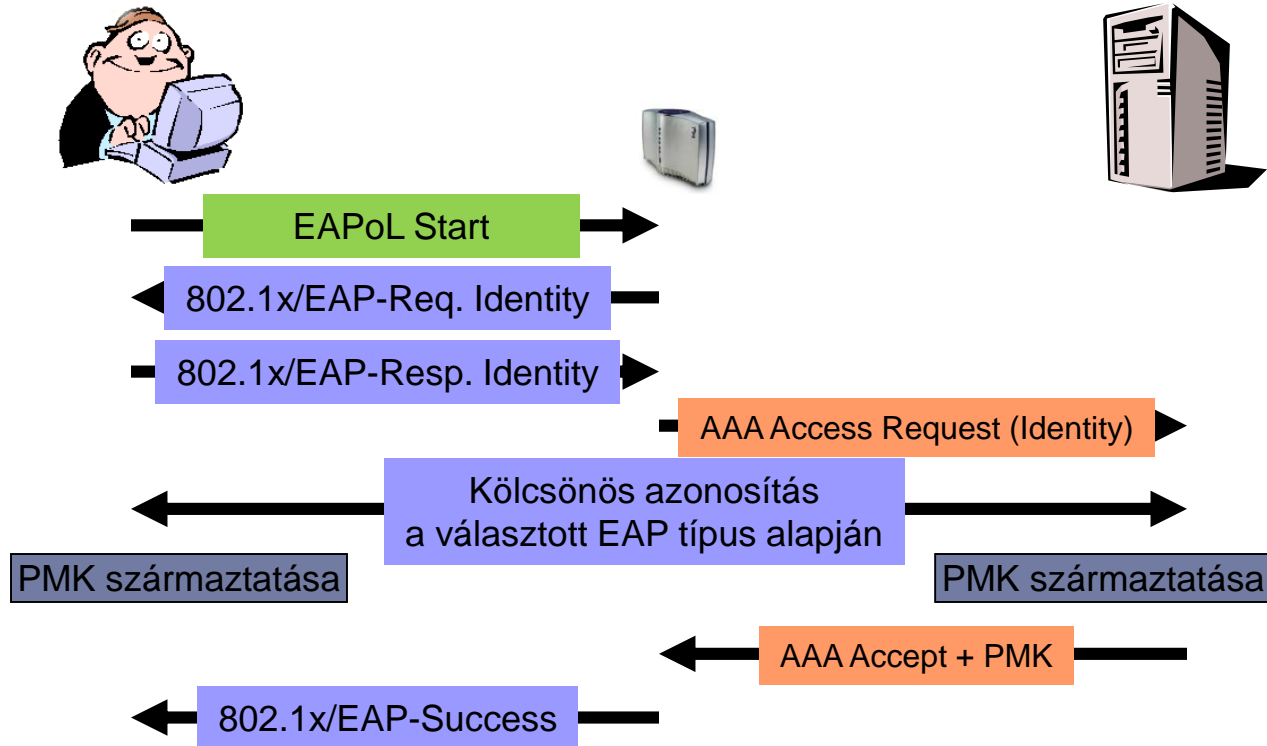 EAPoL Start
802.1x/EAP-Req. Identity
802.1x/EAP-Resp. Identity
AAA Access Request (Identity)
Kölcsönös azonosítás
a választott EAP típus alapján
PMK származtatása
PMK származtatása
AAA Accept + PMK
802.1x/EAP-Success